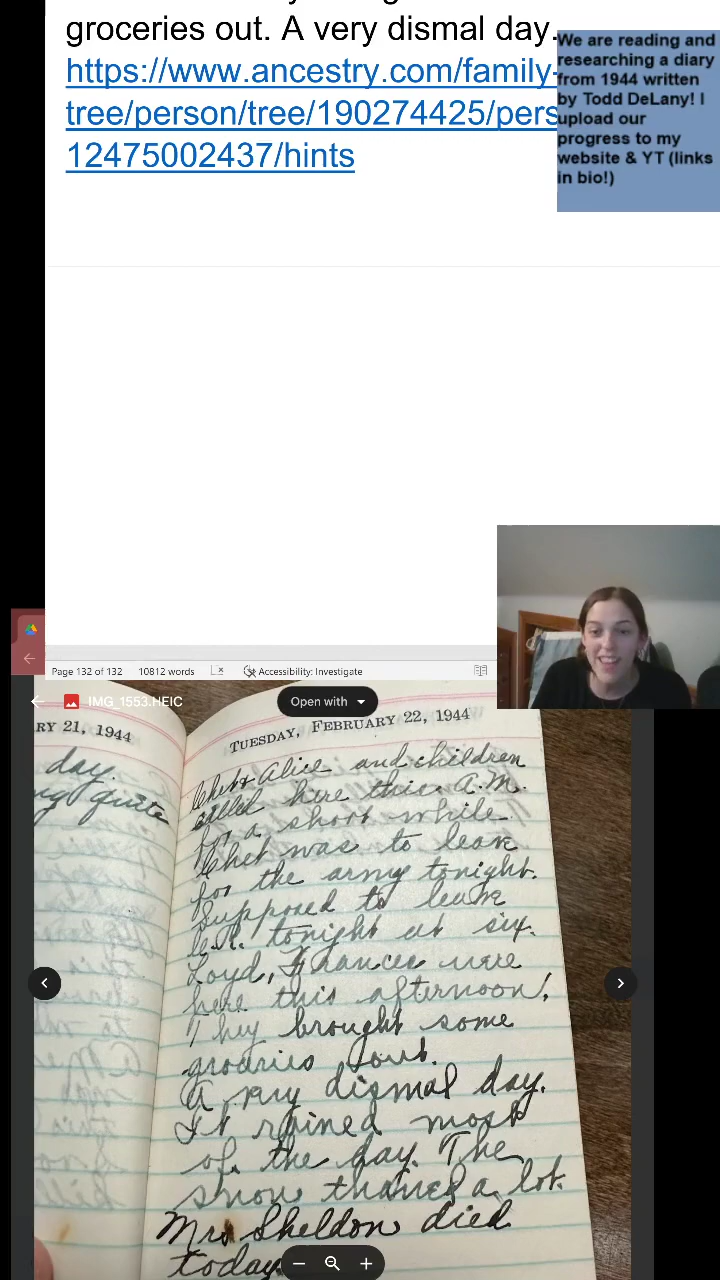 groceries out. A very dismal day.
https://www.ancestry.com/family-
tree/person/tree/190274425/pers
12475002437/hints
We are reading and
researching a diary
from 1944 written
by Todd DeLany! I
upload our
progress to my
website & YT (links
in bio!)
Page 132 of 132 10812 words Accessibility: Investigate
IMG_1553.HEIC Open with
RY 21, 1944
day.
quite
TUESDAY, FEBRUARY 22, 1944
Chet & Alice and children
called here this A.M.
for a short while.
Chet was to leave
for the army tonight.
Supposed to leave
tonight at six.
Loyd, Frances were
here this afternoon.
They brought some
groaries out.
A very dismal day.
It rained most
of the day. The
snow thawed a lot.
Mrs Sheldon died
today